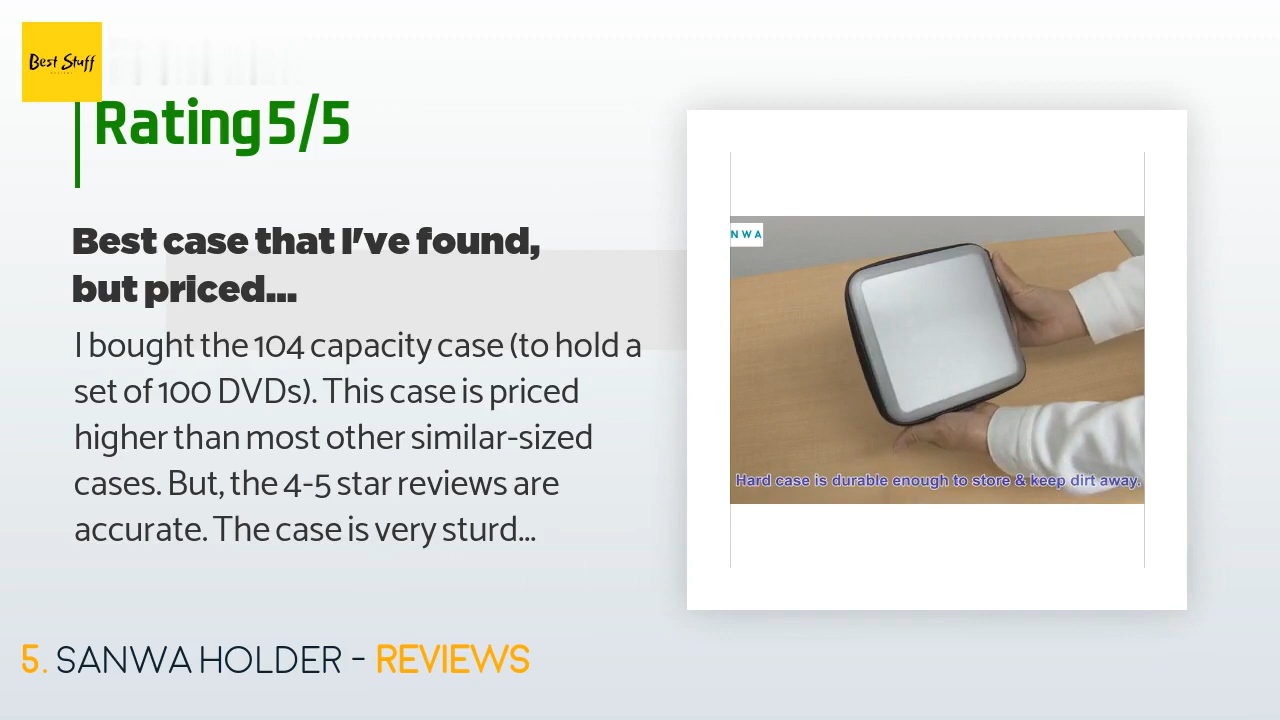 Best Stuff
Rating 5/5
Best case that I've found,
but priced...
I bought the 104 capacity case (to hold a
set of 100 DVDs). This case is priced
higher than most other similar-sized
cases. But, the 4-5 star reviews are
accurate. The case is very sturd...
NWA
Hard case is durable enough to store & keep dirt away.
5. SANWA HOLDER - REVIEWS